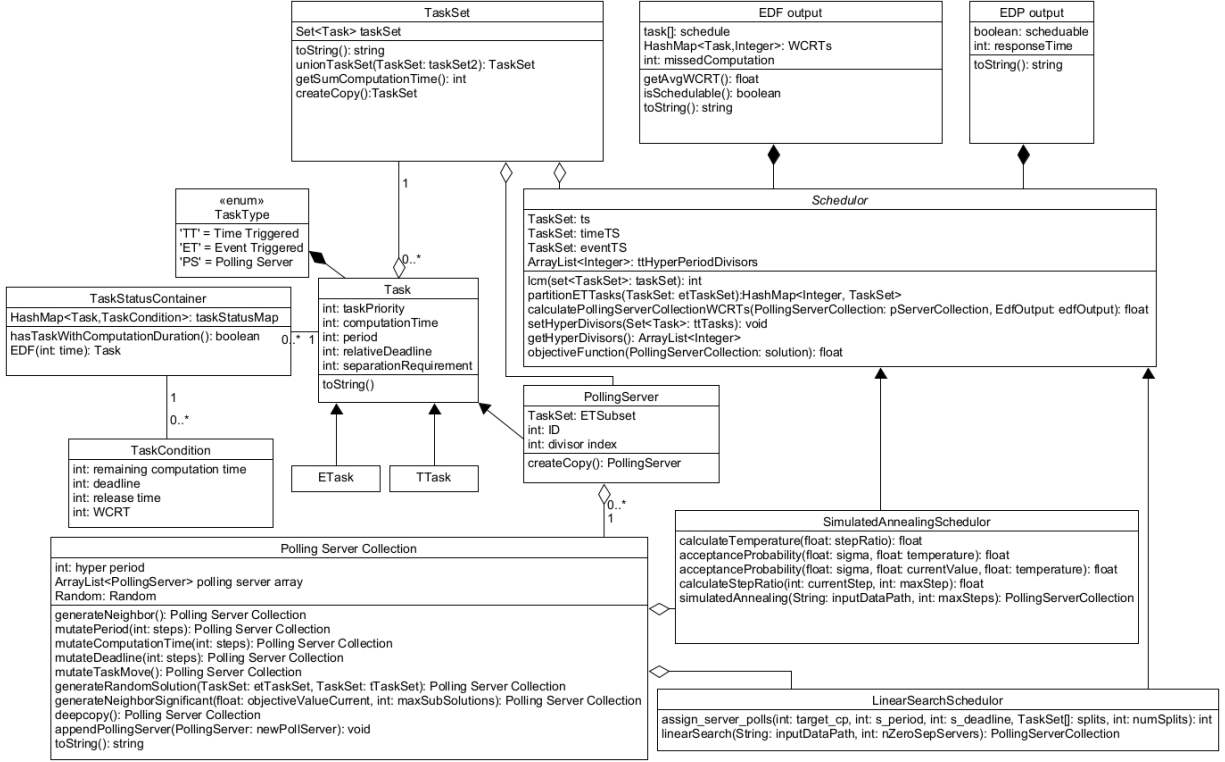 TaskSet
Set<Task> taskSet
toString(): string
unionTaskSet(TaskSet: taskSet2): TaskSet
getSumComputationTime(): int
createCopy():TaskSet
EDF output
task[]: schedule
HashMap<Task,Integer>: WCRTs
int: missedComputation
getAvgWCRT(): float
isSchedulable(): boolean
toString(): string
EDP output
boolean: scheduable
int: responseTime
toString(): string
1
«enum»
TaskType
'TT' = Time Triggered
'ET' = Event Triggered
'PS' = Polling Server
0..*
Schedulor
TaskSet: ts
TaskSet: timeTS
TaskSet: eventTS
ArrayList<Integer>: ttHyperPeriodDivisors
lcm(set<TaskSet>: taskSet): int
partitionETTasks(TaskSet: etTaskSet):HashMap<Integer, TaskSet>
calculatePollingServerCollectionWCRTs(PollingServerCollection: pServerCollection, EdfOutput: edfOutput): float
setHyperDivisors(Set<Task>: ttTasks): void
getHyperDivisors(): ArrayList<Integer>
objectiveFunction(PollingServerCollection: solution): float
Task
int: taskPriority
int: computationTime
int: period
int: relativeDeadline
int: separationRequirement
toString()
TaskStatusContainer
HashMap<Task,TaskCondition>: taskStatusMap
hasTaskWithComputationDuration(): boolean
EDF(int: time): Task
0..*
1
1
0..*
TaskCondition
int: remaining computation time
int: deadline
int: release time
int: WCRT
PollingServer
TaskSet: ETSubset
int: ID
int: divisor index
createCopy(): PollingServer
ETask
TTask
0..*
1
Polling Server Collection
int: hyper period
ArrayList<PollingServer> polling server array
Random: Random
generateNeighbor(): Polling Server Collection
mutatePeriod(int: steps): Polling Server Collection
mutateComputationTime(int: steps): Polling Server Collection
mutateDeadline(int: steps): Polling Server Collection
mutateTaskMove(): Polling Server Collection
generateRandomSolution(TaskSet: etTaskSet, TaskSet: tTaskSet): Polling Server Collection
generateNeighborSignificant(float: objectiveValueCurrent, int: maxSubSolutions): Polling Server Collection
deepcopy(): Polling Server Collection
appendPollingServer(PollingServer: newPollServer): void
toString(): string
SimulatedAnnealingSchedulor
calculateTemperature(float: stepRatio): float
acceptanceProbability(float: sigma, float: temperature): float
acceptanceProbability(float: sigma, float: currentValue, float: temperature): float
calculateStepRatio(int: currentStep, int: maxStep): float
simulatedAnnealing(String: inputDataPath, int: maxSteps): PollingServerCollection
LinearSearchSchedulor
assign_server_polls(int: target_cp, int: s_period, int: s_deadline, TaskSet[]: splits, int: numSplits): int
linearSearch(String: inputDataPath, int: nZeroSepServers): PollingServerCollection